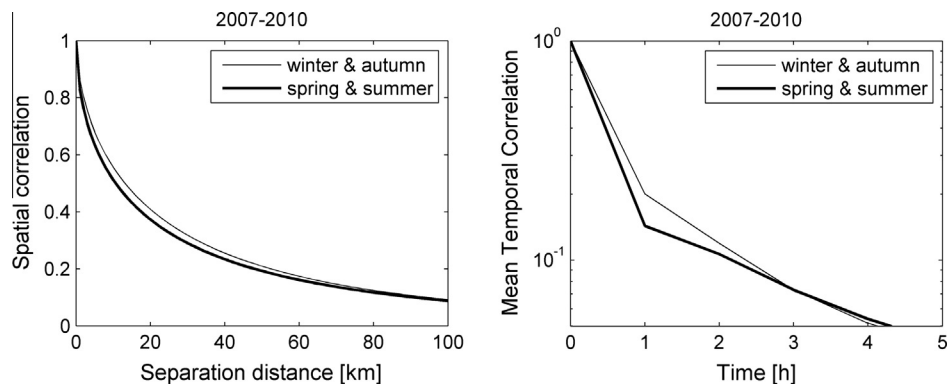 2007-2010
Spatial correlation
1
0.8
0.6
0.4
0.2
0
winter & autumn
spring & summer
0 20 40 60 80 100
Separation distance [km]
2007-2010
Mean Temporal Correlation
10^0
10^-1
winter & autumn
spring & summer
0 1 2 3 4 5
Time [h]